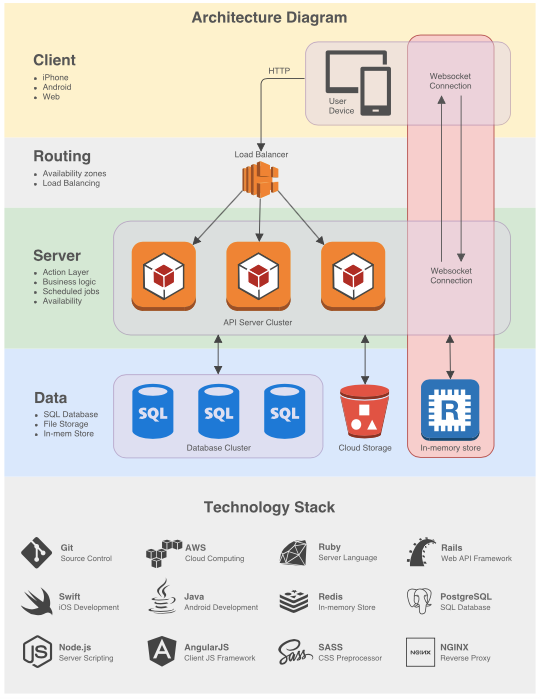 Architecture Diagram
Client
iPhone
Android
Web
HTTP
User
Device
Websocket
Connection
Routing
Availability zones
Load Balancing
Load Balancer
Server
Action Layer
Business logic
Scheduled jobs
Availability
API Server Cluster
Websocket
Connection
Data
SQL Database
File Storage
In-mem Store
SQL
SQL
SQL
Database Cluster
Cloud Storage
R
In-memory store
Technology Stack
Git
Source Control
AWS
Cloud Computing
Ruby
Server Language
Rails
Web API Framework
Swift
iOS Development
Java
Android Development
Redis
In-memory Store
PostgreSQL
SQL Database
JS
Node.js
Server Scripting
A
AngularJS
Client JS Framework
Sass
SASS
CSS Preprocessor
NGINX
NGINX
Reverse Proxy